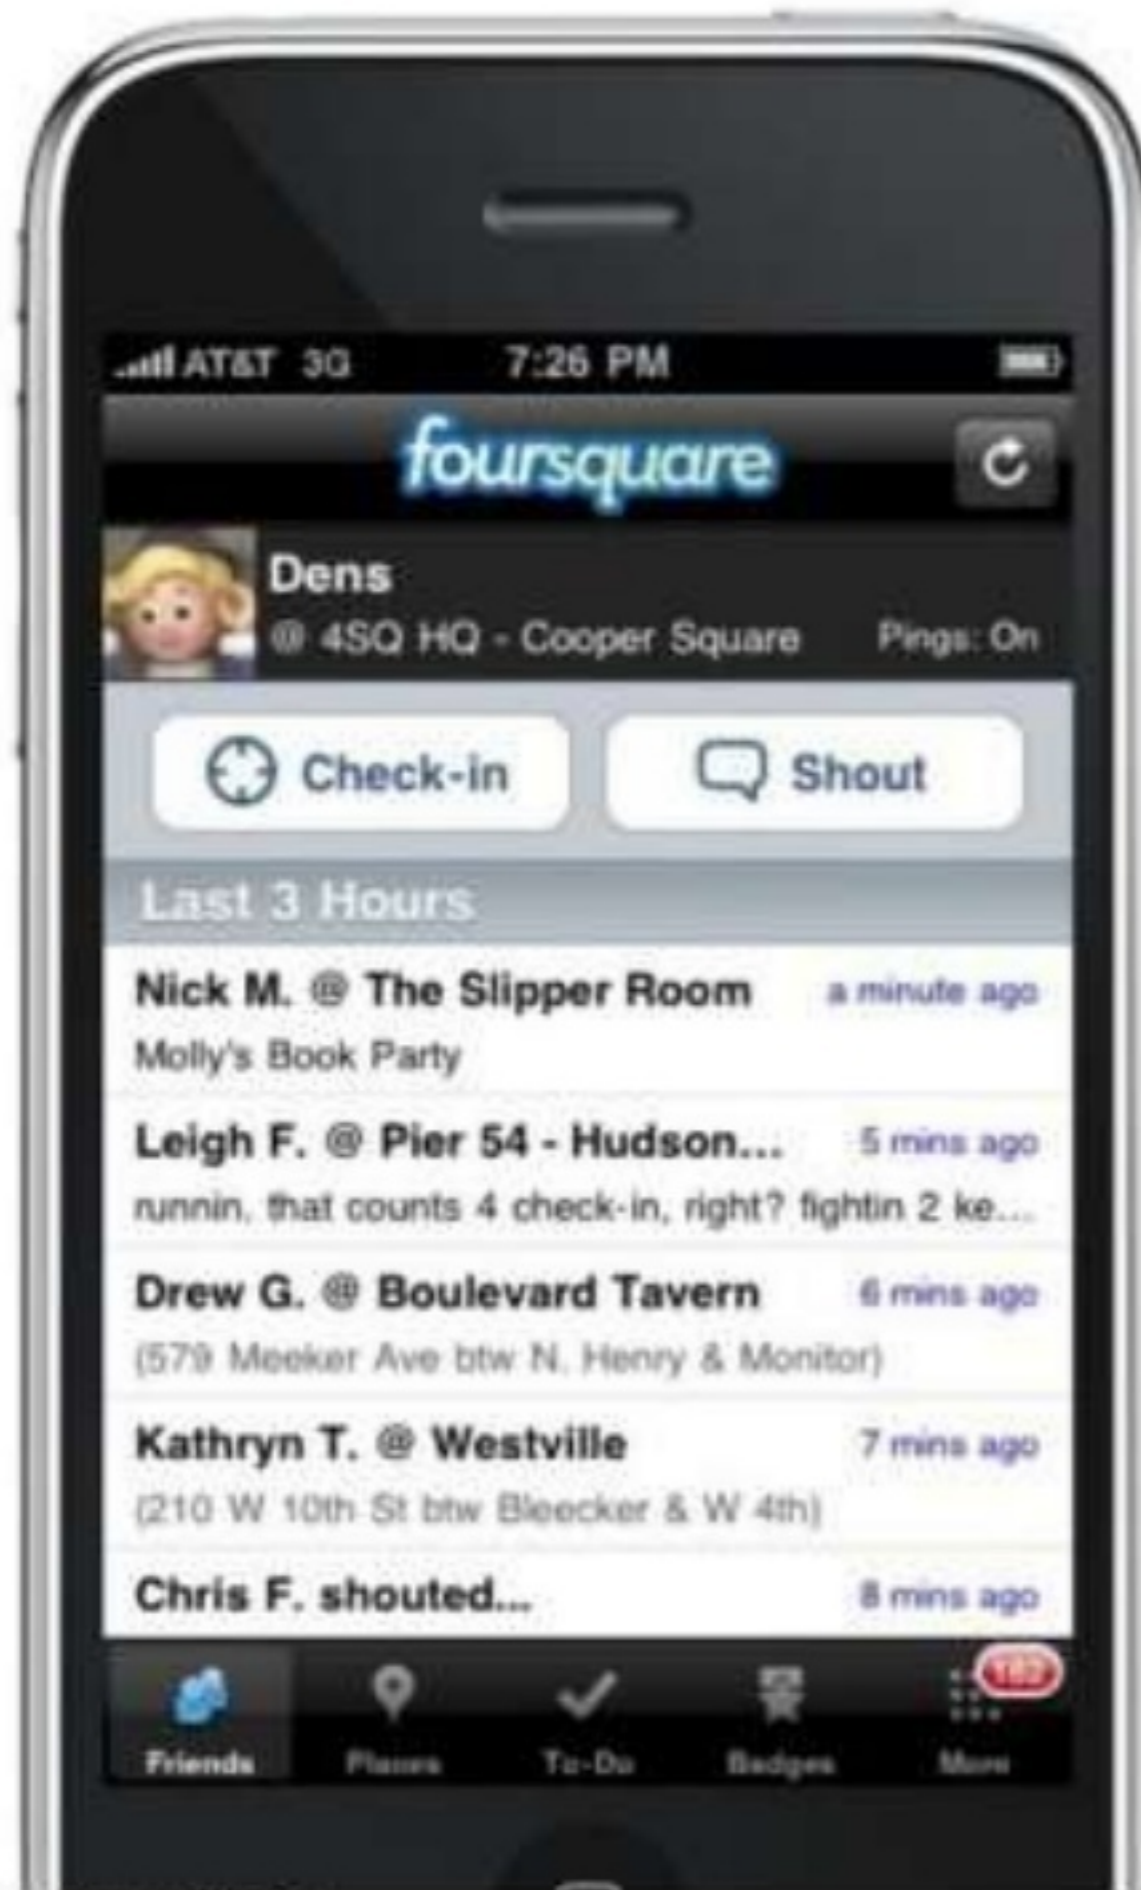 AT&T 3G 7:26 PM
foursquare
Dens
@ 4SQ HQ - Cooper Square Pings: On
Check-in Shout
Last 3 Hours
Nick M. @ The Slipper Room a minute ago
Molly's Book Party
Leigh F. @ Pier 54 - Hudson... 5 mins ago
runnin, that counts 4 check-in, right? fightin 2 ke...
Drew G. @ Boulevard Tavern 6 mins ago
(579 Meeker Ave btw N. Henry & Monitor)
Kathryn T. @ Westville 7 mins ago
(210 W 10th St btw Bleecker & W 4th)
Chris F. shouted... 8 mins ago
Friends Places To-Do Badges More